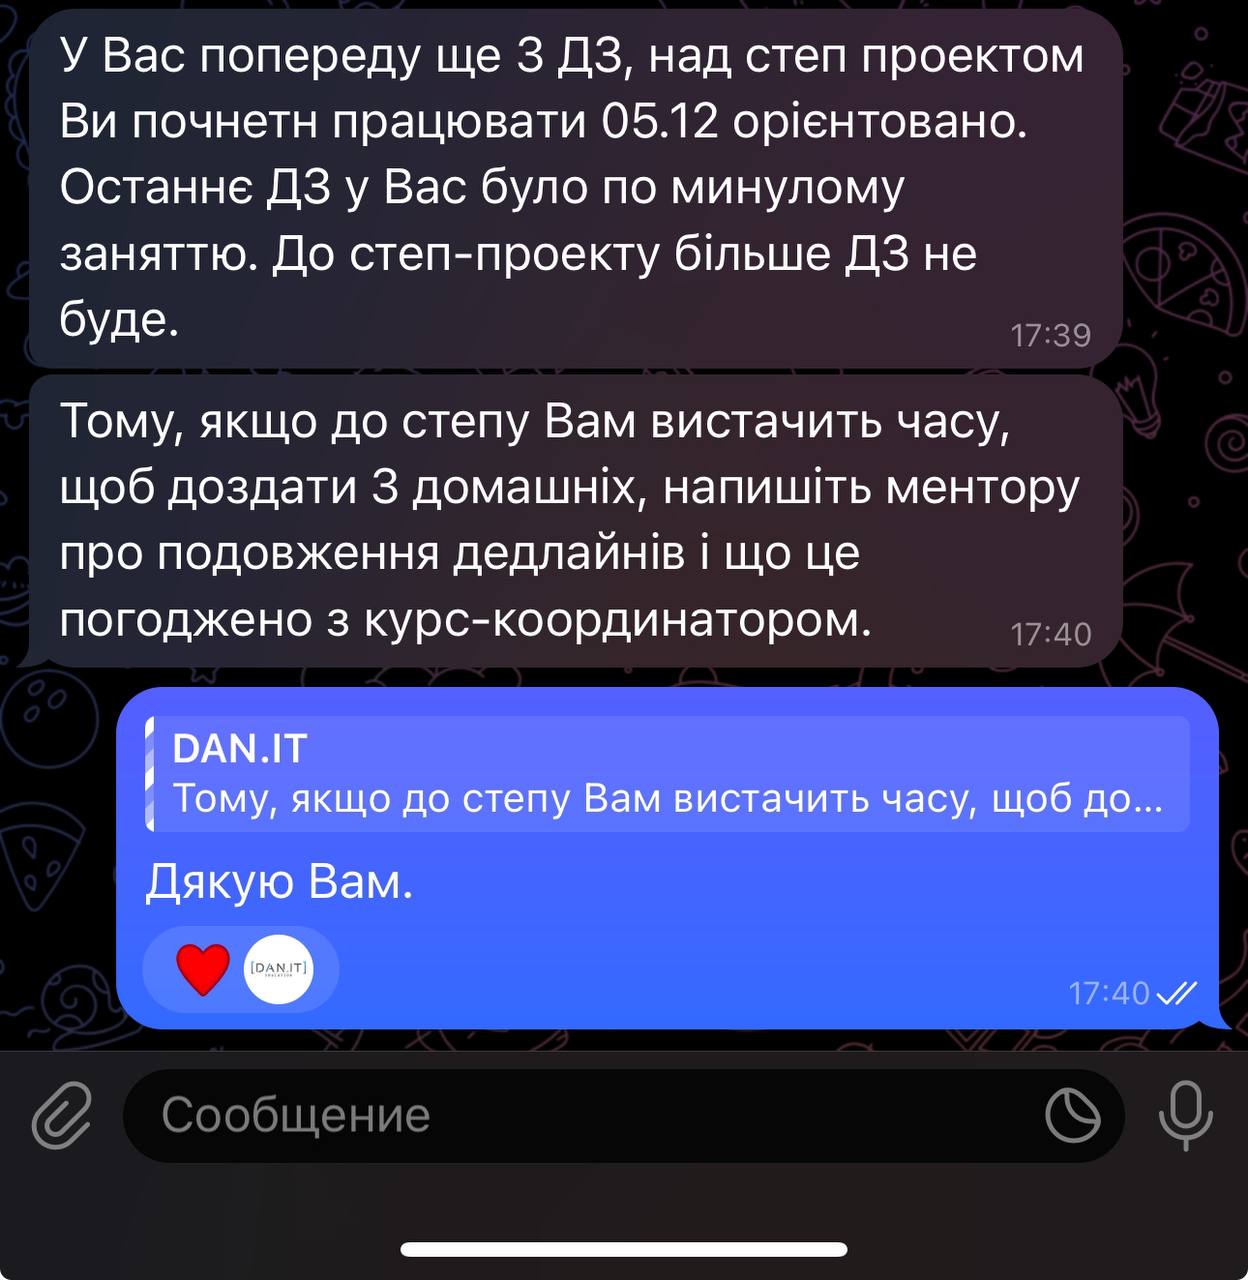 У Вас попереду ще 3 ДЗ, над степ проектом
Ви почнетн працювати 05.12 орієнтовано.
Останнє ДЗ у Вас було по минулому
заняттю. До степ-проекту більше ДЗ не
буде.
17:39
Тому, якщо до степу Вам вистачить часу,
щоб доздати 3 домашніх, напишіть ментору
про подовження дедлайнів і що це
погоджено з курс-координатором.
17:40
DAN.IT
Тому, якщо до степу Вам вистачить часу, щоб до...
Дякую Вам.
[DAN.IT]
17:40
Сообщение